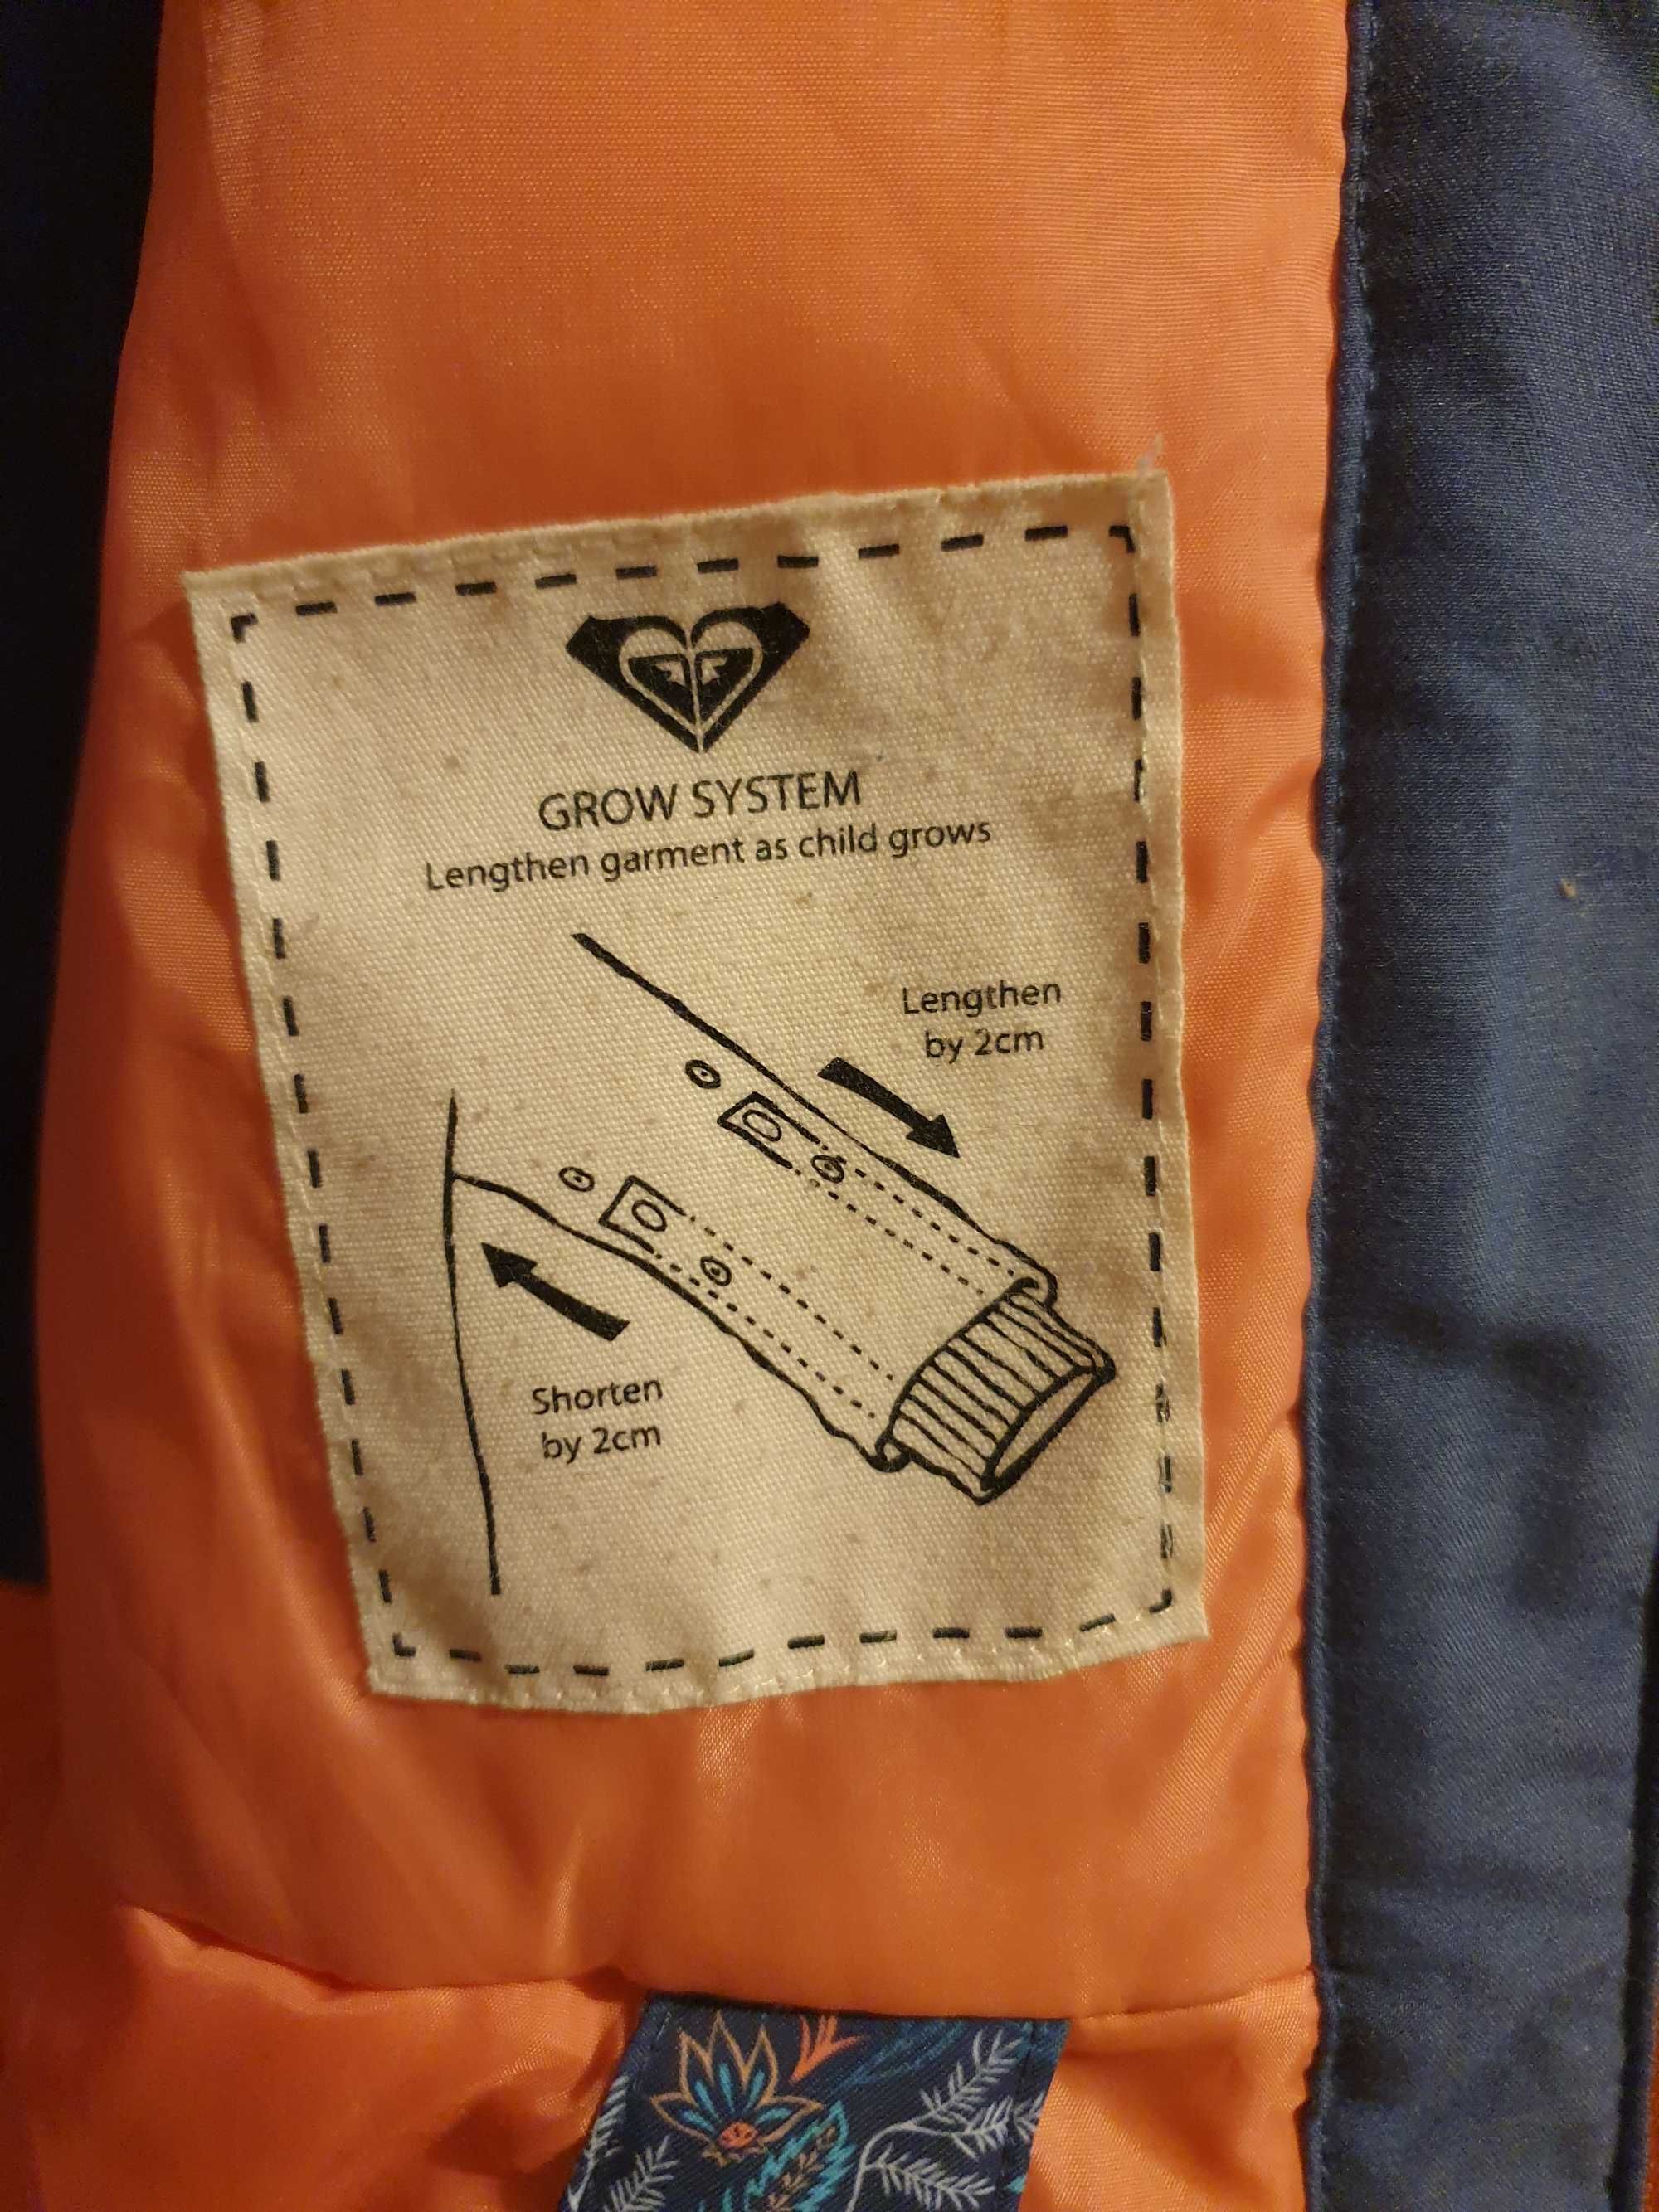 GROW SYSTEM
Lengthen garment as child grows
Lengthen
by 2cm
Shorten
by 2cm